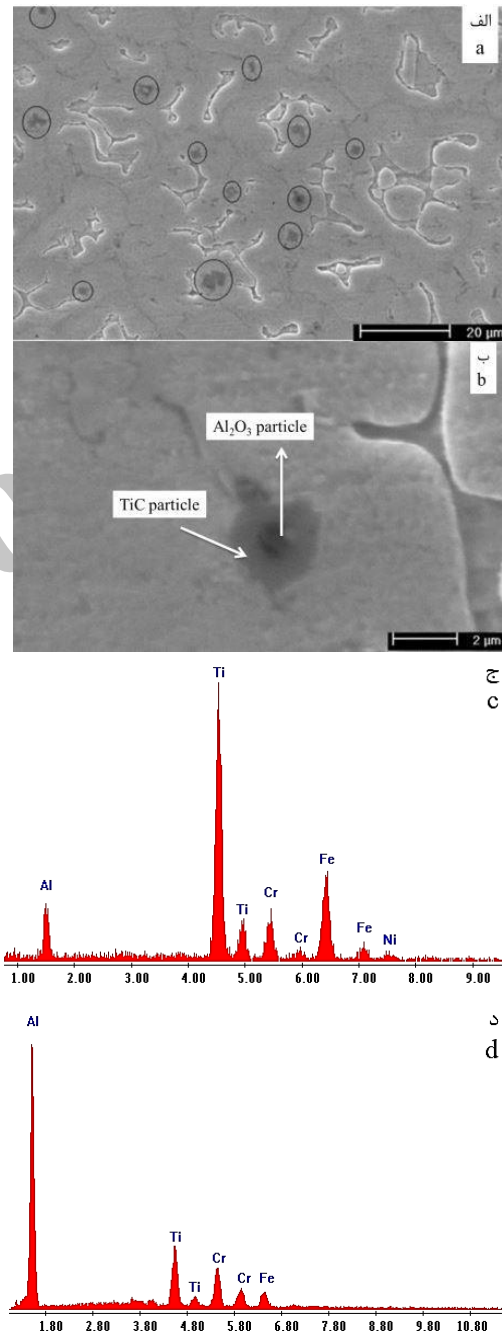 الف
a
20 µm
ب
b
Al₂O₃ particle
TiC particle
2 µm
ج
c
Ti
Al
Ti
Cr
Cr
Fe
Fe
Ni
1.00 2.00 3.00 4.00 5.00 6.00 7.00 8.00 9.00
د
d
Al
Ti
Ti
Cr
Cr
Fe
1.80 2.80 3.80 4.80 5.80 6.80 7.80 8.80 9.80 10.80